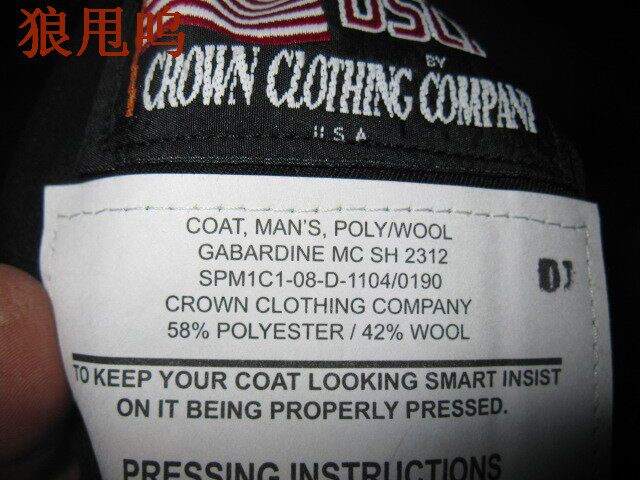 狼甩鸣
BY
CROWN CLOTHING COMPANY
USA
COAT, MAN'S, POLY/WOOL
GABARDINE MC SH 2312
SPM1C1-08-D-1104/0190
CROWN CLOTHING COMPANY
58% POLYESTER / 42% WOOL
TO KEEP YOUR COAT LOOKING SMART INSIST
ON IT BEING PROPERLY PRESSED.
PRESSING INSTRUCTIONS